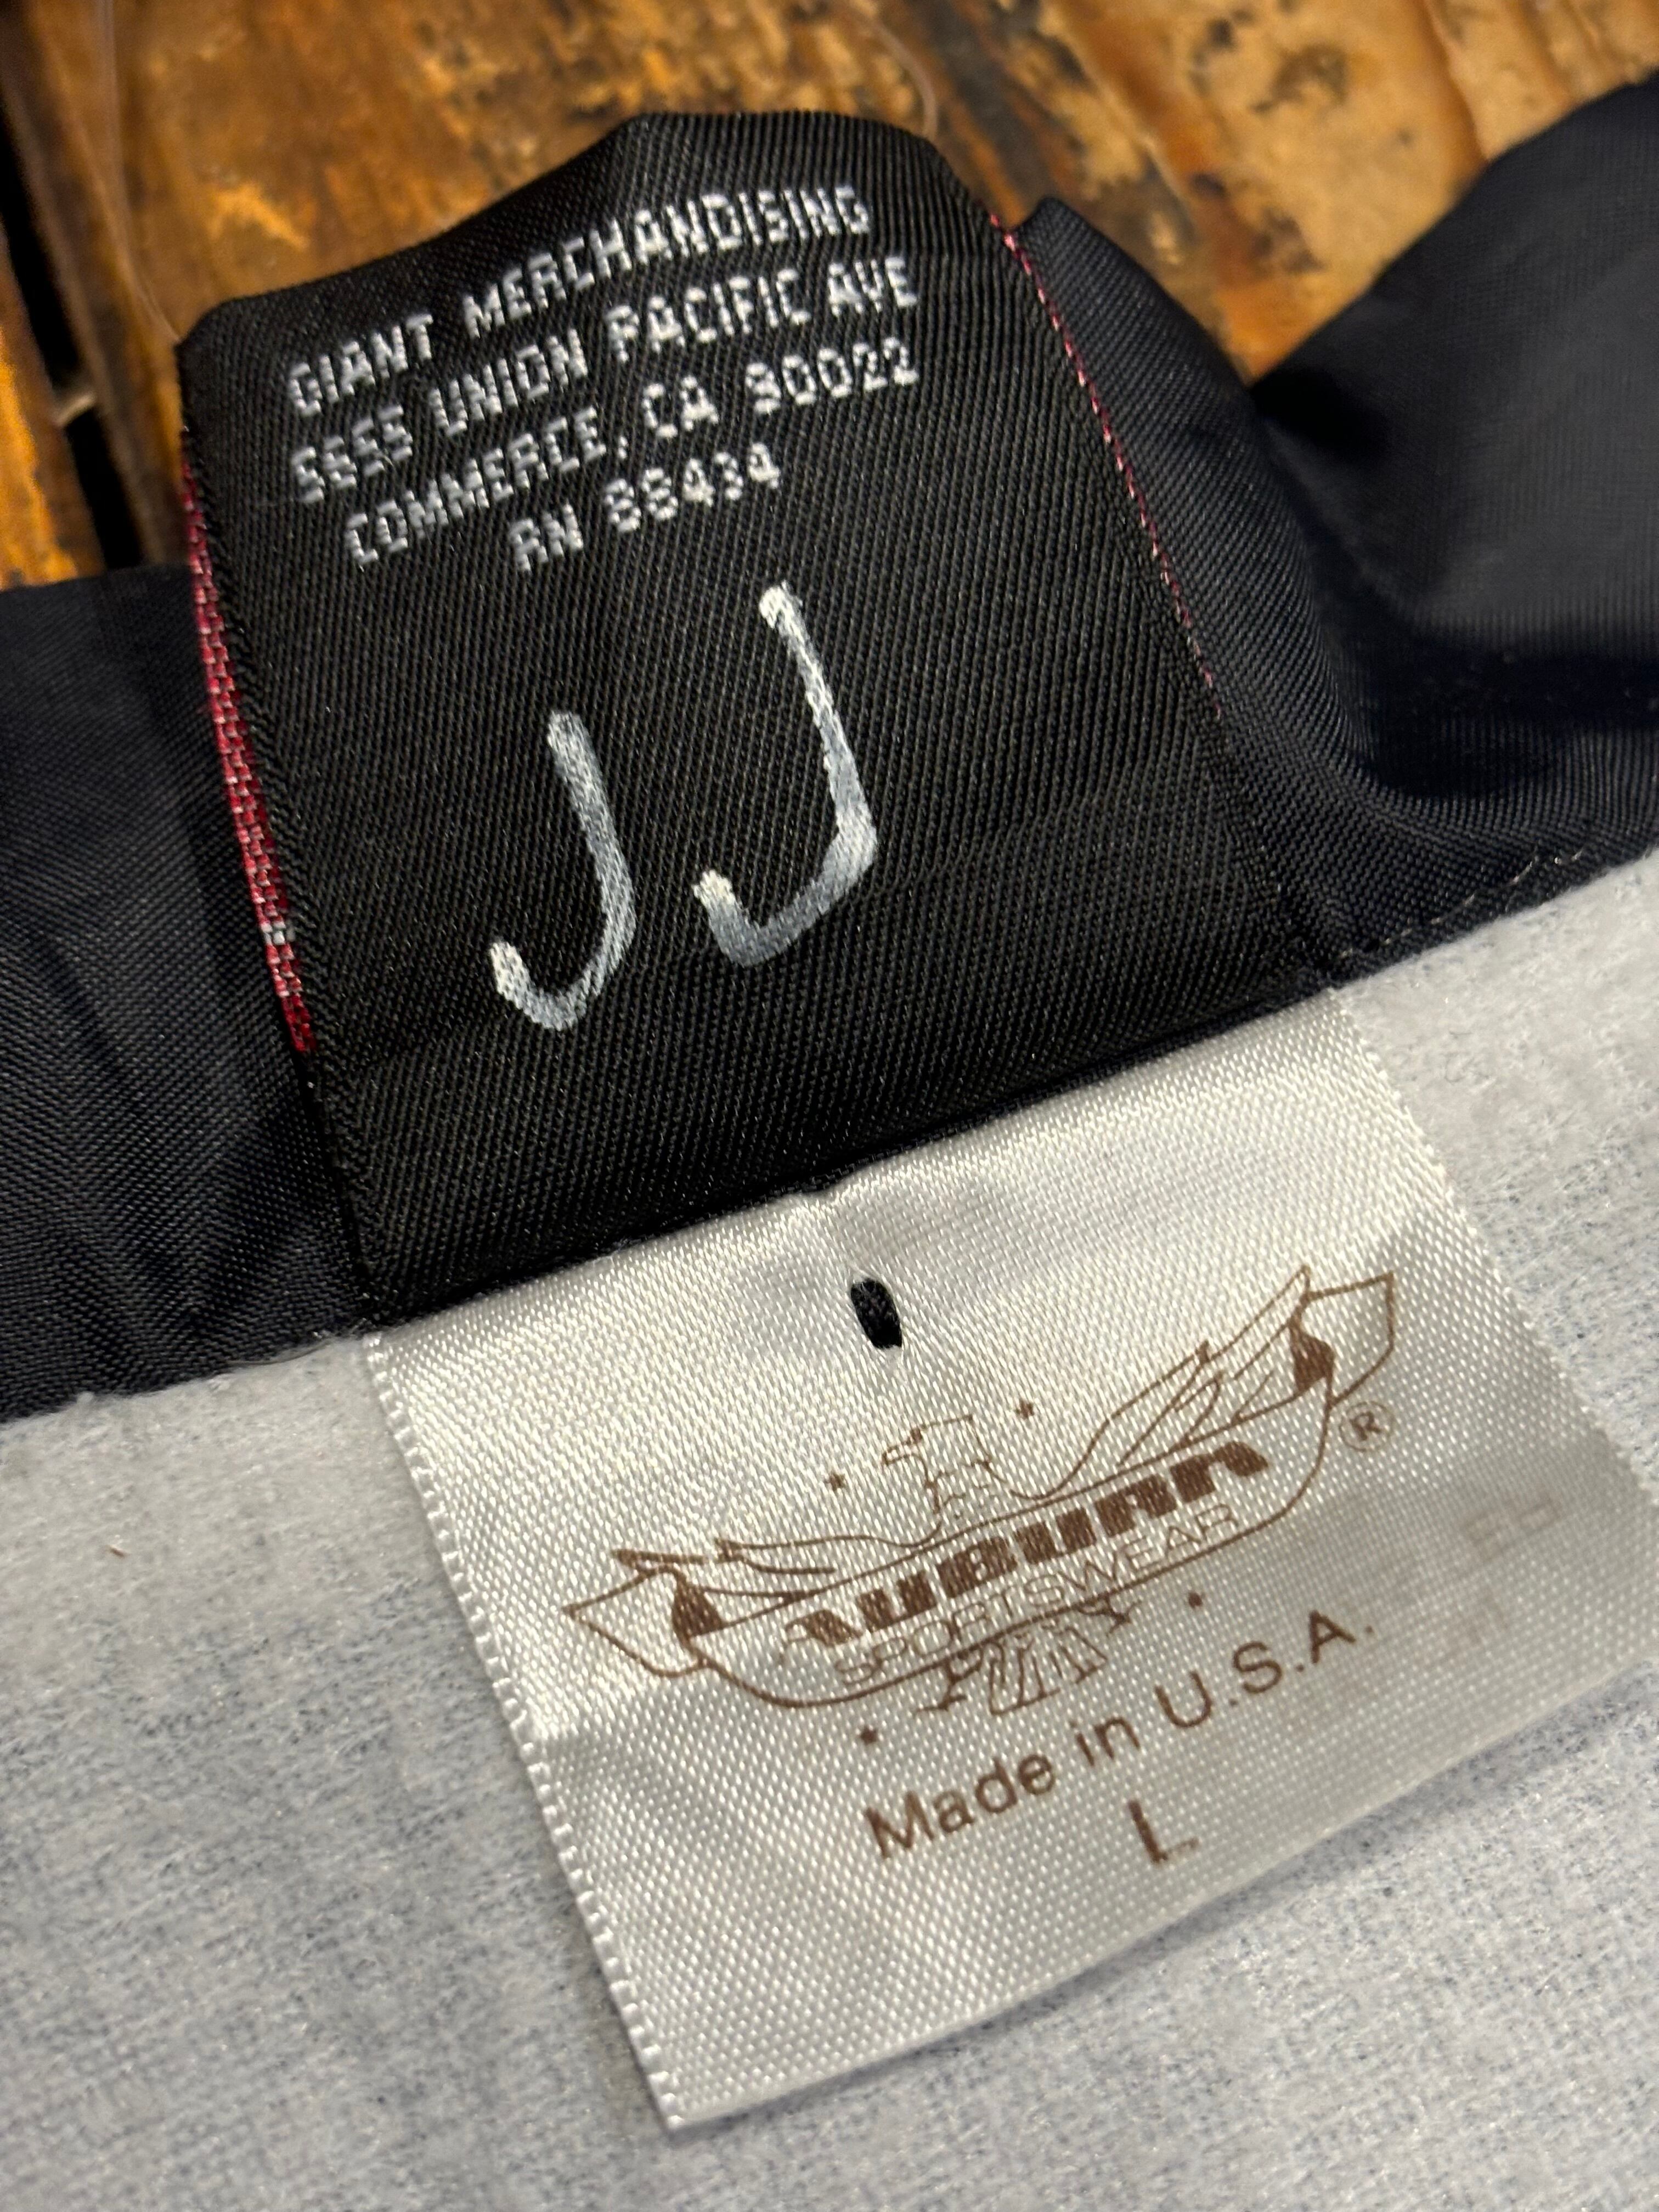 GIANT MERCHANDISING
5655 UNION PACIFIC AVE
COMMERCE, CA 90022
RN 88434
JJ
AUBURN
SPORTSWEAR
®
Made in U.S.A.
L